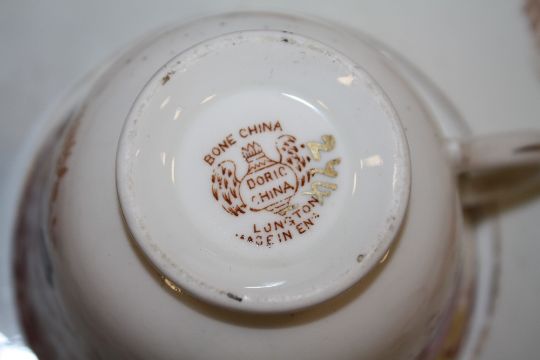 BONE CHINA
DORIC
CHINA
LONGTON
MADE IN ENG